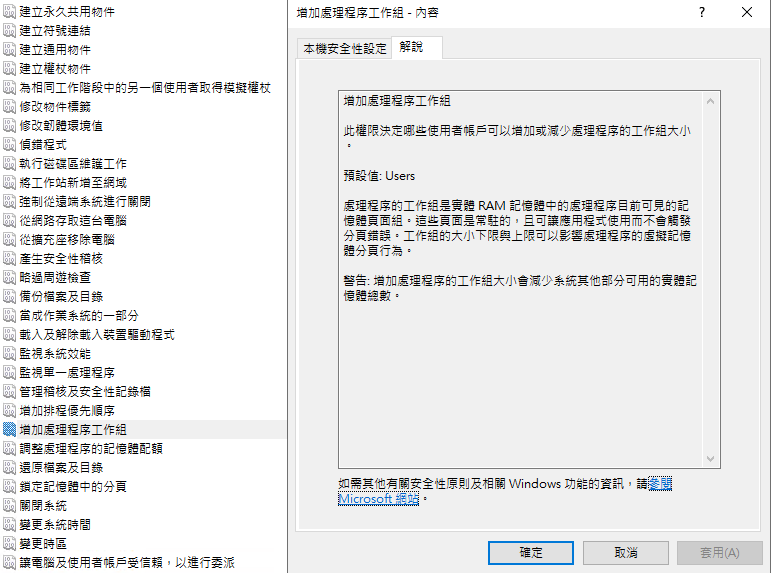 建立永久共用物件
建立符號連結
建立通用物件
建立權杖物件
為相同工作階段中的另一個使用者取得模擬權杖
修改物件標籤
修改韌體環境值
偵錯程式
執行磁碟區維護工作
將工作站新增至網域
強制從遠端系統進行關閉
從網路存取這台電腦
從擴充座移除電腦
產生安全性稽核
略過周遊檢查
備份檔案及目錄
當成作業系統的一部分
載入及解除載入裝置驅動程式
監視系統效能
監視單一處理程序
管理稽核及安全性記錄檔
增加排程優先順序
增加處理程序工作組
調整處理程序的記憶體配額
還原檔案及目錄
鎖定記憶體中的分頁
關閉系統
變更系統時間
變更時區
讓電腦及使用者帳戶受信賴，以進行委派
增加處理程序工作組 - 內容
?
本機安全性設定
解說
增加處理程序工作組
此權限決定哪些使用者帳戶可以增加或減少處理程序的工作組大小
。
預設值: Users
處理程序的工作組是實體 RAM 記憶體中的處理程序目前可見的記
憶體頁面組。這些頁面是常駐的，且可讓應用程式使用而不會觸發
分頁錯誤。工作組的大小下限與上限可以影響處理程序的虛擬記憶
體分頁行為。
警告: 增加處理程序的工作組大小會減少系統其他部分可用的實體記
憶體總數。
如需其他有關安全性原則及相關 Windows 功能的資訊，請參閱
Microsoft 網站。
確定
取消
套用(A)